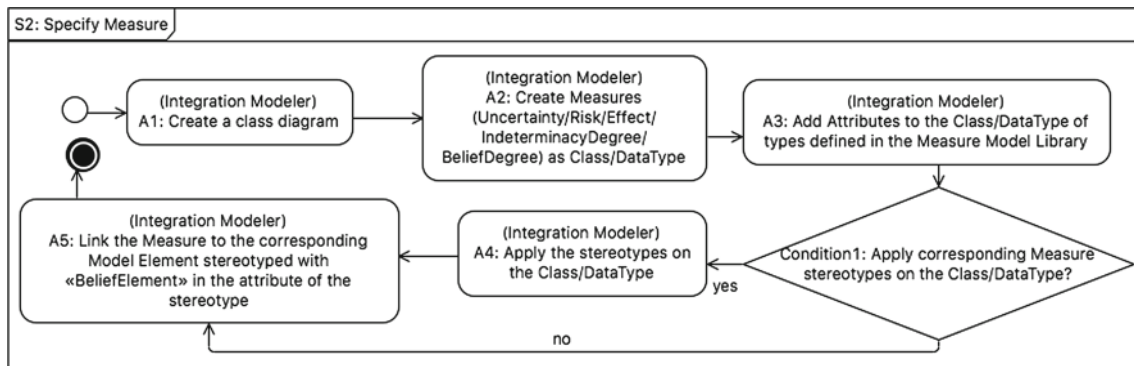 S2: Specify Measure
(Integration Modeler)
A1: Create a class diagram
(Integration Modeler)
A2: Create Measures
(Uncertainty/Risk/Effect/
IndeterminacyDegree/
BeliefDegree) as Class/DataType
(Integration Modeler)
A3: Add Attributes to the Class/DataType of
types defined in the Measure Model Library
Condition1: Apply corresponding Measure
stereotypes on the Class/DataType?
yes
(Integration Modeler)
A4: Apply the stereotypes on
the Class/DataType
(Integration Modeler)
A5: Link the Measure to the corresponding
Model Element stereotyped with
«BeliefElement» in the attribute of the
stereotype
no